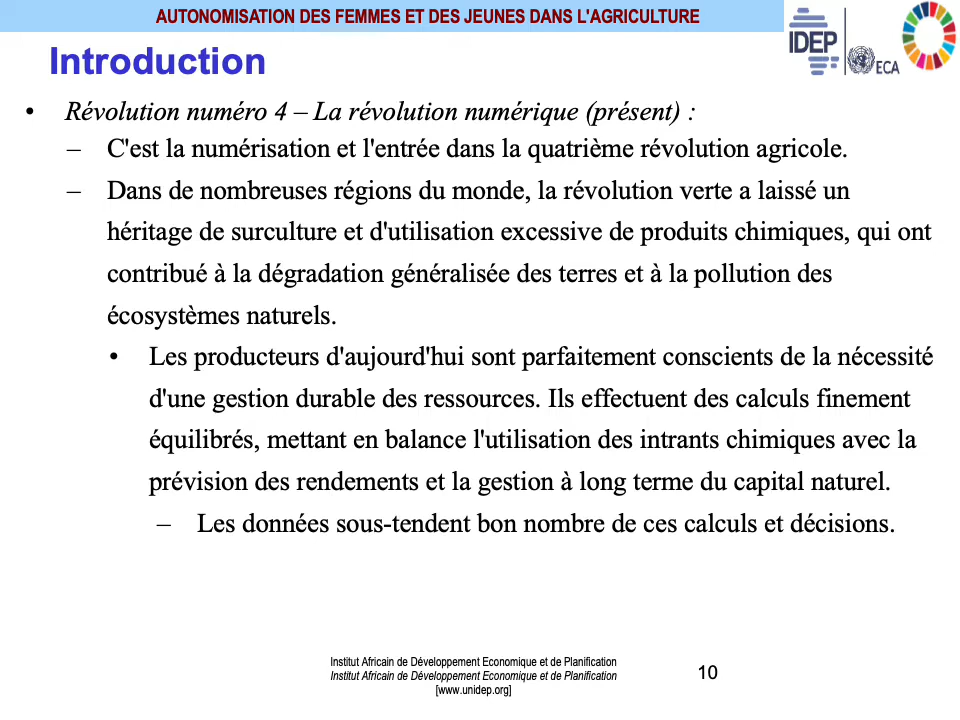 AUTONOMISATION DES FEMMES ET DES JEUNES DANS L'AGRICULTURE
IDEP
ECA
Introduction
• Révolution numéro 4 – La révolution numérique (présent) :
– C'est la numérisation et l'entrée dans la quatrième révolution agricole.
– Dans de nombreuses régions du monde, la révolution verte a laissé un
héritage de surculture et d'utilisation excessive de produits chimiques, qui ont
contribué à la dégradation généralisée des terres et à la pollution des
écosystèmes naturels.
• Les producteurs d'aujourd'hui sont parfaitement conscients de la nécessité
d'une gestion durable des ressources. Ils effectuent des calculs finement
équilibrés, mettant en balance l'utilisation des intrants chimiques avec la
prévision des rendements et la gestion à long terme du capital naturel.
– Les données sous-tendent bon nombre de ces calculs et décisions.
Institut Africain de Développement Economique et de Planification
Institut Africain de Développement Economique et de Planification
[www.unidep.org]
10